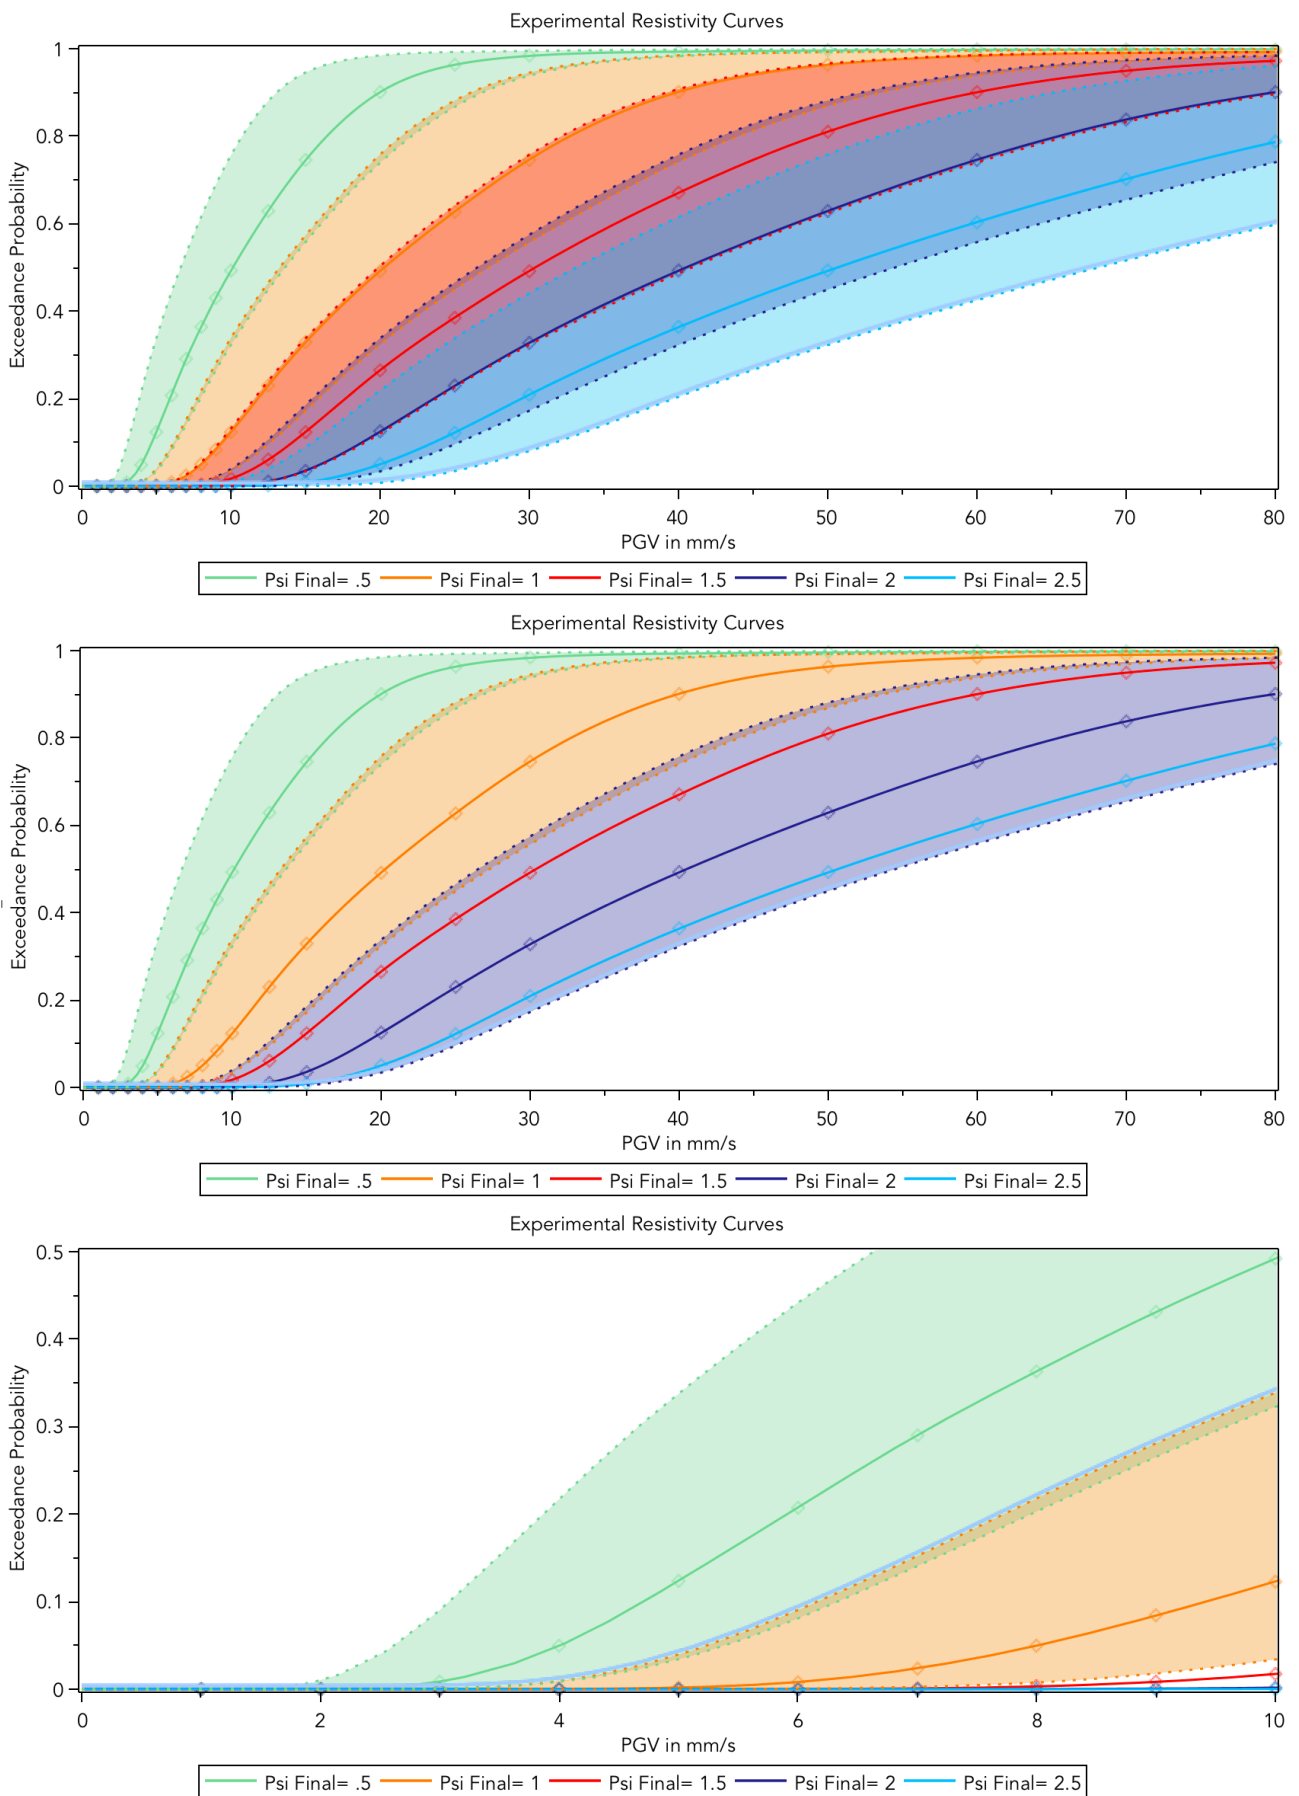 Experimental Resistivity Curves
1
0.8
0.6
0.4
0.2
0
Exceedance Probability
0 10 20 30 40 50 60 70 80
PGV in mm/s
Psi Final= .5 Psi Final= 1 Psi Final= 1.5 Psi Final= 2 Psi Final= 2.5
Experimental Resistivity Curves
1
0.8
0.6
0.4
0.2
0
Exceedance Probability
0 10 20 30 40 50 60 70 80
PGV in mm/s
Psi Final= .5 Psi Final= 1 Psi Final= 1.5 Psi Final= 2 Psi Final= 2.5
Experimental Resistivity Curves
0.5
0.4
0.3
0.2
0.1
0
Exceedance Probability
0 2 4 6 8 10
PGV in mm/s
Psi Final= .5 Psi Final= 1 Psi Final= 1.5 Psi Final= 2 Psi Final= 2.5